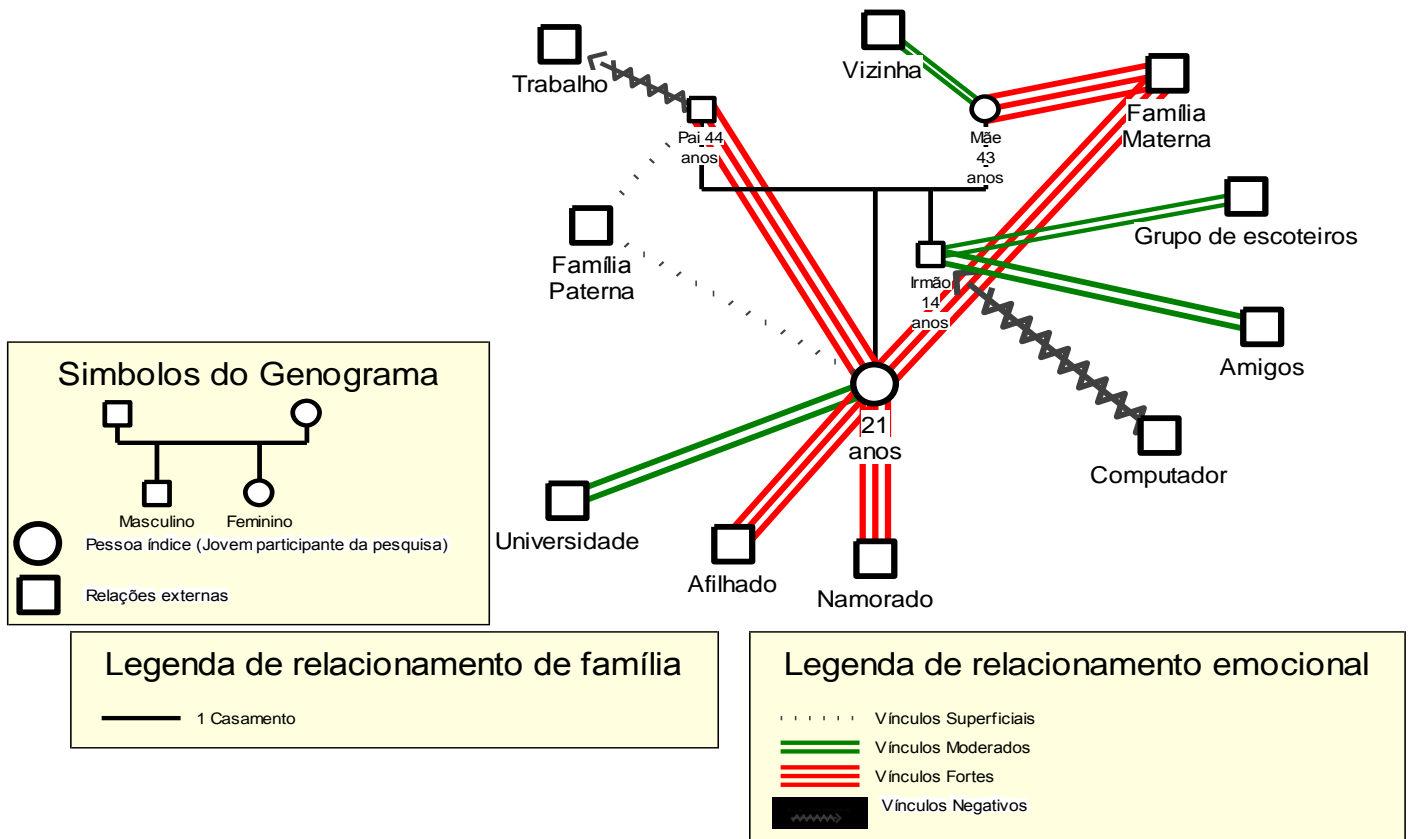 Trabalho
Vizinha
Família
Materna
Pai 44
anos
Mãe
43
anos
Grupo de escoteiros
Família
Paterna
Irmão
14
anos
Amigos
21
anos
Computador
Universidade
Afilhado
Namorado
Simbolos do Genograma
Masculino
Feminino
Pessoa índice (Jovem participante da pesquisa)
Relações externas
Legenda de relacionamento de família
1 Casamento
Legenda de relacionamento emocional
Vínculos Superficiais
Vínculos Moderados
Vínculos Fortes
Vínculos Negativos